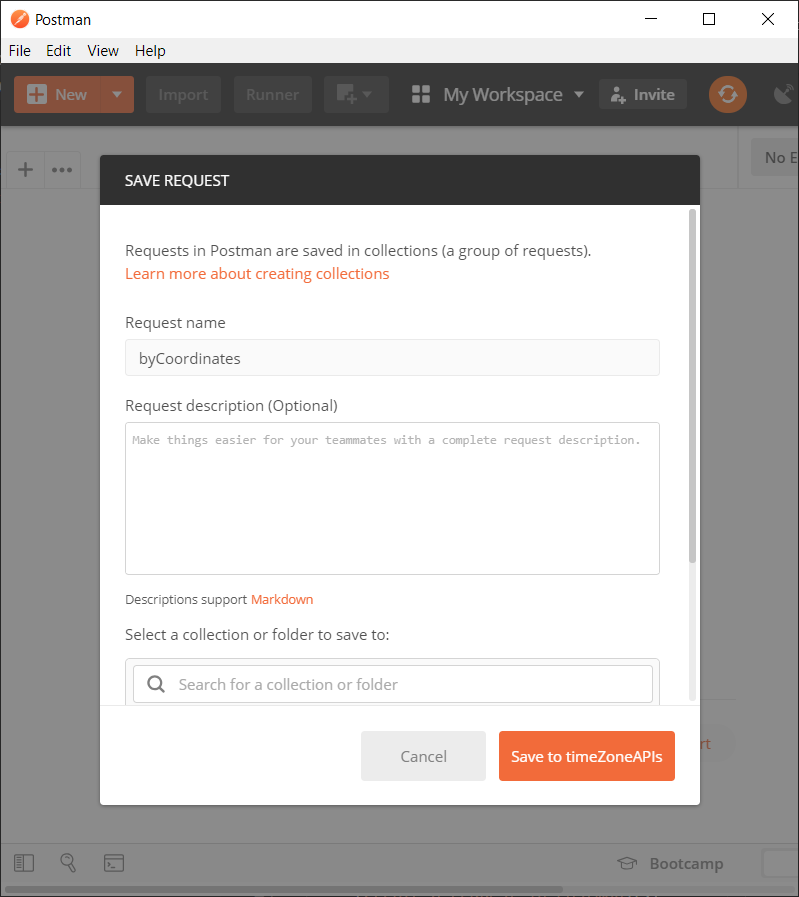 Postman
File Edit View Help
New Import Runner My Workspace Invite
No E
SAVE REQUEST
Requests in Postman are saved in collections (a group of requests).
Learn more about creating collections
Request name
byCoordinates
Request description (Optional)
Make things easier for your teammates with a complete request description.
Descriptions support Markdown
Select a collection or folder to save to:
Search for a collection or folder
rt
Cancel Save to timeZoneAPIs
Bootcamp